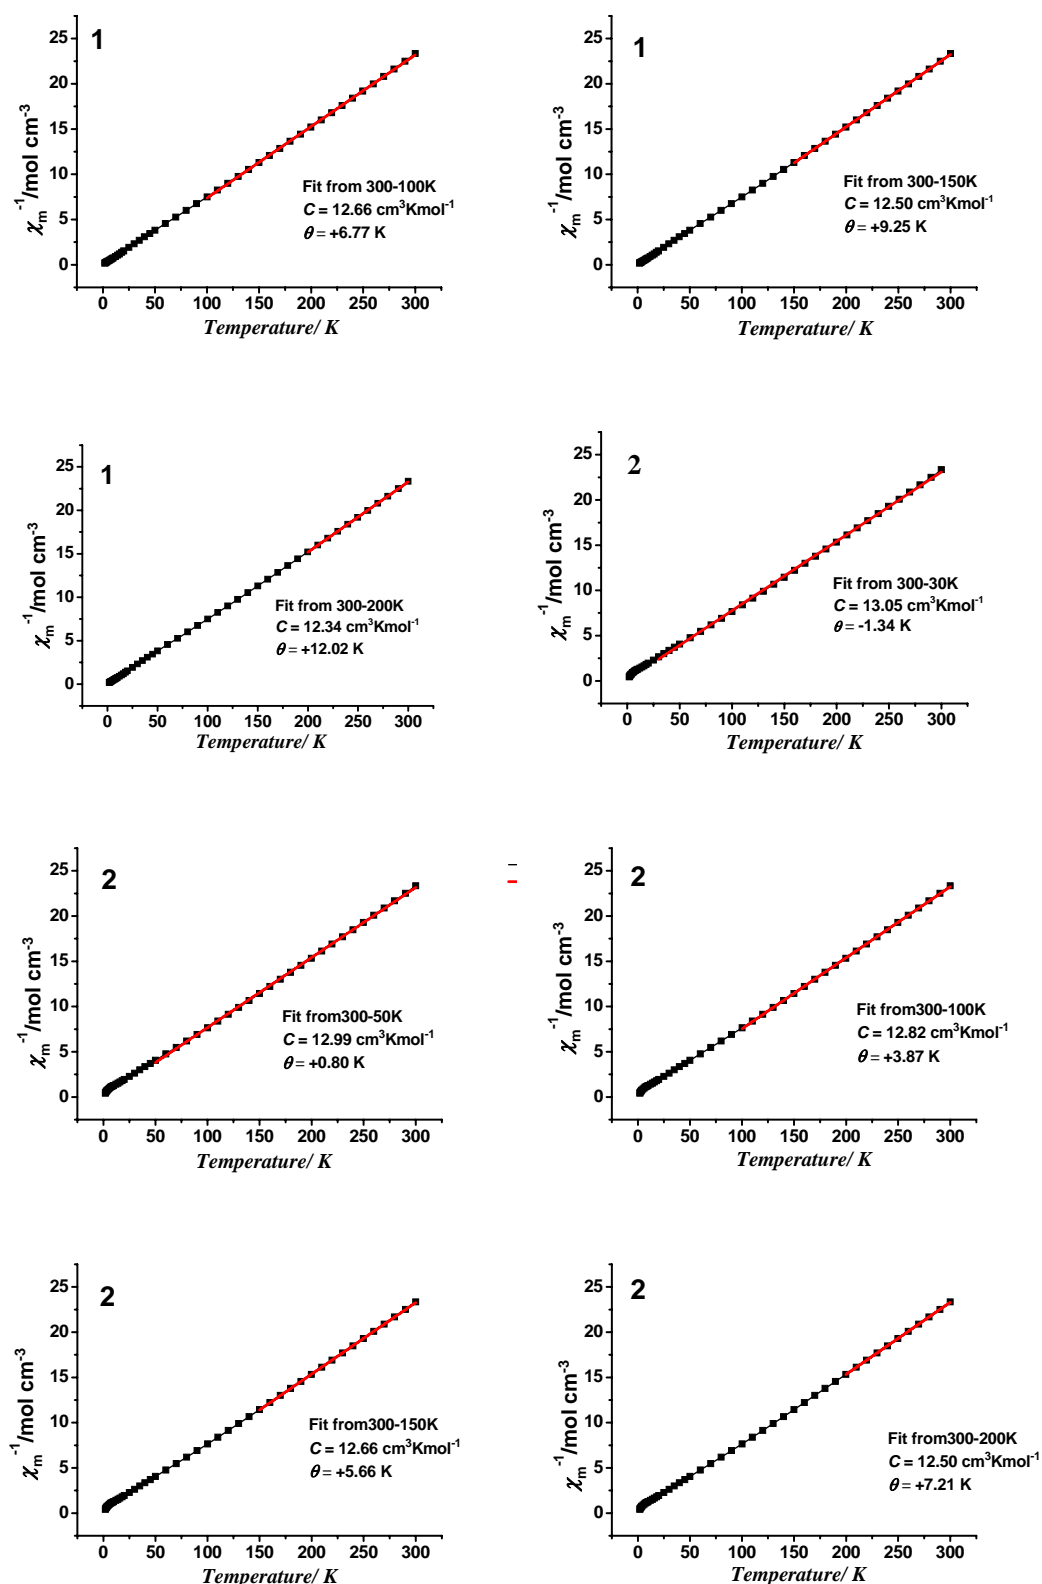 1
χm-1/mol cm-3
25
20
15
10
5
0
Fit from 300-100K
C = 12.66 cm3Kmol-1
θ = +6.77 K
0 50 100 150 200 250 300
Temperature/ K
1
χm-1/mol cm-3
25
20
15
10
5
0
Fit from 300-150K
C = 12.50 cm3Kmol-1
θ = +9.25 K
0 50 100 150 200 250 300
Temperature/ K
1
χm-1/mol cm-3
25
20
15
10
5
0
Fit from 300-200K
C = 12.34 cm3Kmol-1
θ = +12.02 K
0 50 100 150 200 250 300
Temperature/ K
2
χm-1/mol cm-3
25
20
15
10
5
0
Fit from 300-30K
C = 13.05 cm3Kmol-1
θ = -1.34 K
0 50 100 150 200 250 300
Temperature/ K
2
χm-1/mol cm-3
25
20
15
10
5
0
Fit from300-50K
C = 12.99 cm3Kmol-1
θ = +0.80 K
0 50 100 150 200 250 300
Temperature/ K
2
χm-1/mol cm-3
25
20
15
10
5
0
Fit from300-100K
C = 12.82 cm3Kmol-1
θ = +3.87 K
0 50 100 150 200 250 300
Temperature/ K
2
χm-1/mol cm-3
25
20
15
10
5
0
Fit from300-150K
C = 12.66 cm3Kmol-1
θ = +5.66 K
0 50 100 150 200 250 300
Temperature/ K
2
χm-1/mol cm-3
25
20
15
10
5
0
Fit from300-200K
C = 12.50 cm3Kmol-1
θ = +7.21 K
0 50 100 150 200 250 300
Temperature/ K